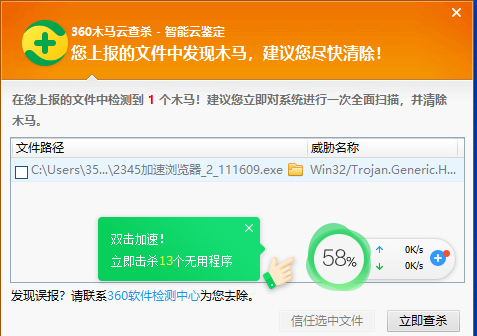 360木马云查杀 - 智能云鉴定
您上报的文件中发现木马，建议您尽快清除！
在您上报的文件中检测到 1 个木马！建议您立即对系统进行一次全面扫描，并清除
木马。
文件路径 威胁名称
C:\Users\35...\2345加速浏览器_2_111609.exe Win32/Trojan.Generic.H...
双击加速！
立即击杀13个无用程序
58%
0K/s
0K/s
发现误报？请联系360软件检测中心为您去除。
信任选中文件 立即查杀